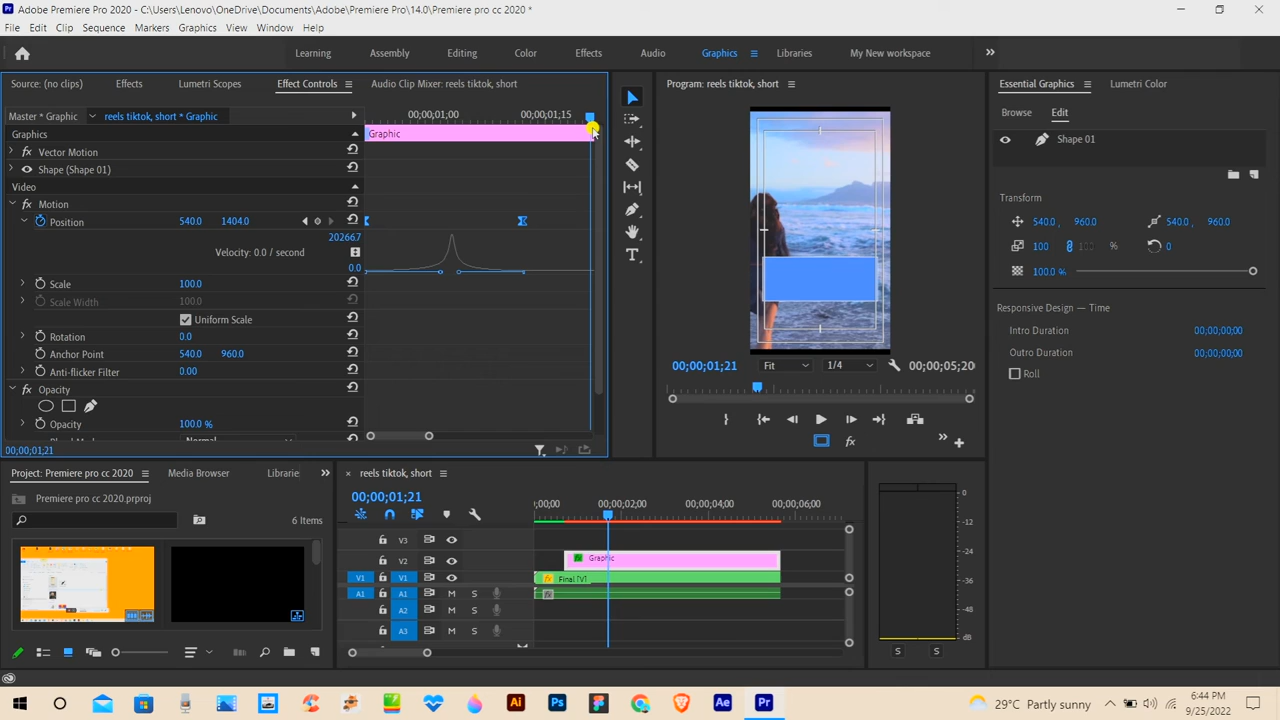 Adobe Premiere Pro 2020 - C:\Users\Lenovo\OneDrive\Documents\Adobe\Premiere Pro\14.0\Premiere pro cc 2020 *
File Edit Clip Sequence Markers Graphics View Window Help
Learning Assembly Editing Color Effects Audio Graphics Libraries My New workspace
Source: (no clips) Effects Lumetri Scopes Effect Controls Audio Clip Mixer: reels tiktok, short
Program: reels tiktok, short
Essential Graphics Lumetri Color
Master * Graphic reels tiktok, short * Graphic
00;00;01;00 00;00;01;15
Browse Edit
Graphics
Graphic
Vector Motion
Shape (Shape 01)
Video
Motion
Position 540.0 1404.0
20266.7
Velocity: 0.0 / second
0.0
Scale 100.0
Scale Width 100.0
Uniform Scale
Rotation 0.0
Anchor Point 540.0 960.0
Anti-flicker Filter 0.00
Opacity
Opacity 100.0 %
00;00;01;21
00;00;01;21 Fit 1/4 00;00;05;20
Shape 01
Transform
540.0 , 960.0 540.0 , 960.0
100 100 % 0
100.0 %
Responsive Design — Time
Intro Duration 00;00;00;00
Outro Duration 00;00;00;00
Roll
Project: Premiere pro cc 2020 Media Browser Librarie
Premiere pro cc 2020.prproj
6 Items
reels tiktok, short
00;00;01;21
;00;00 00;00;02;00 00;00;04;00 00;00;06;00
V3
V2 Graphic
V1 V1 Final [V]
A1 A1 M S
A2 M S
A3 M S
0
-12
-24
-36
-48
dB
S S
29°C Partly sunny
6:44 PM
9/25/2022